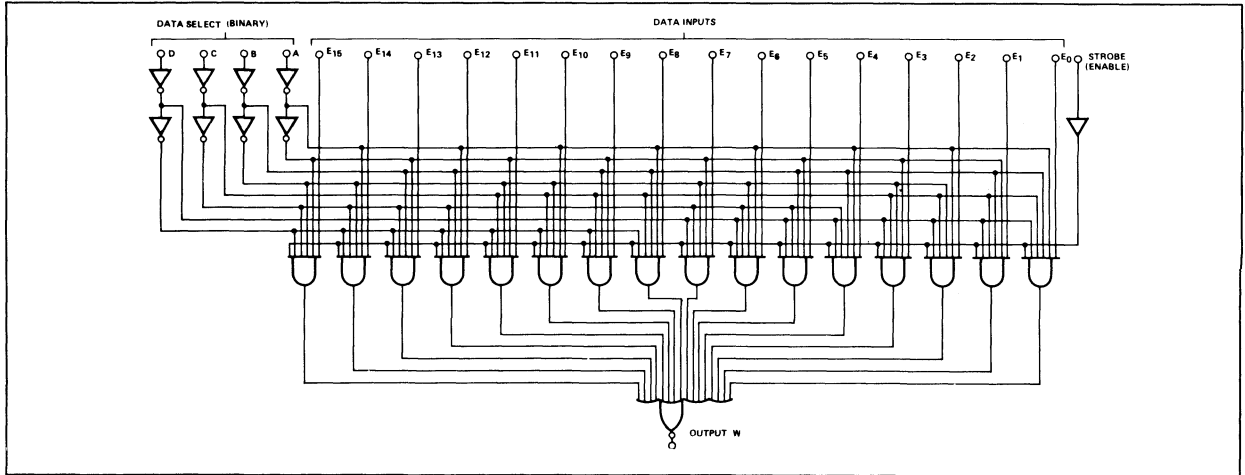 DATA SELECT (BINARY)
DATA INPUTS
D C B A E15 E14 E13 E12 E11 E10 E9 E8 E7 E6 E5 E4 E3 E2 E1 E0 STROBE
(ENABLE)
OUTPUT W